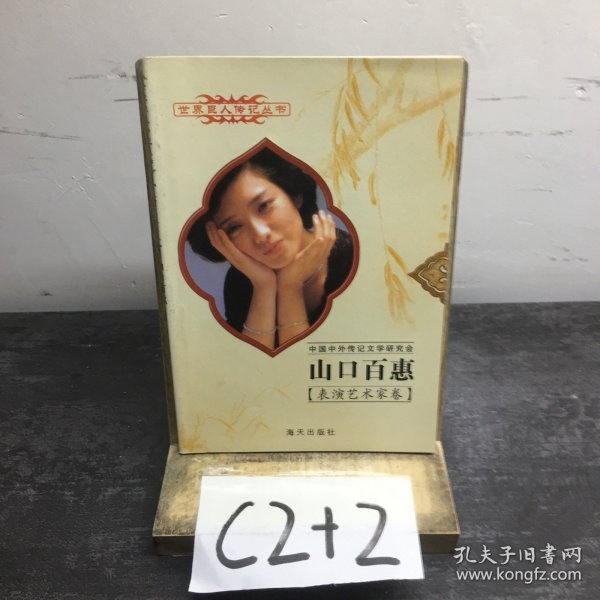 世界巨人传记丛书
中国中外传记文学研究会
山口百惠
【表演艺术家卷】
海天出版社
C2+2
孔夫子旧书网
www.kongfz.com